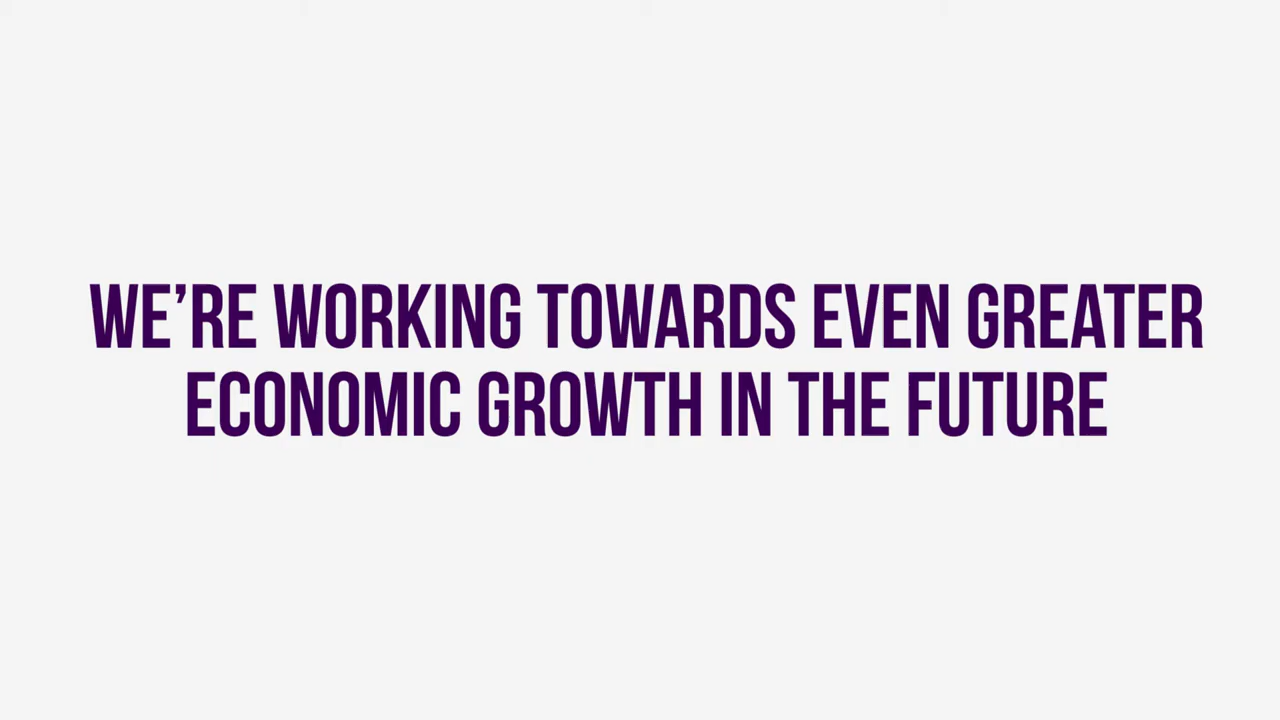 WE’RE WORKING TOWARDS EVEN GREATER
ECONOMIC GROWTH IN THE FUTURE